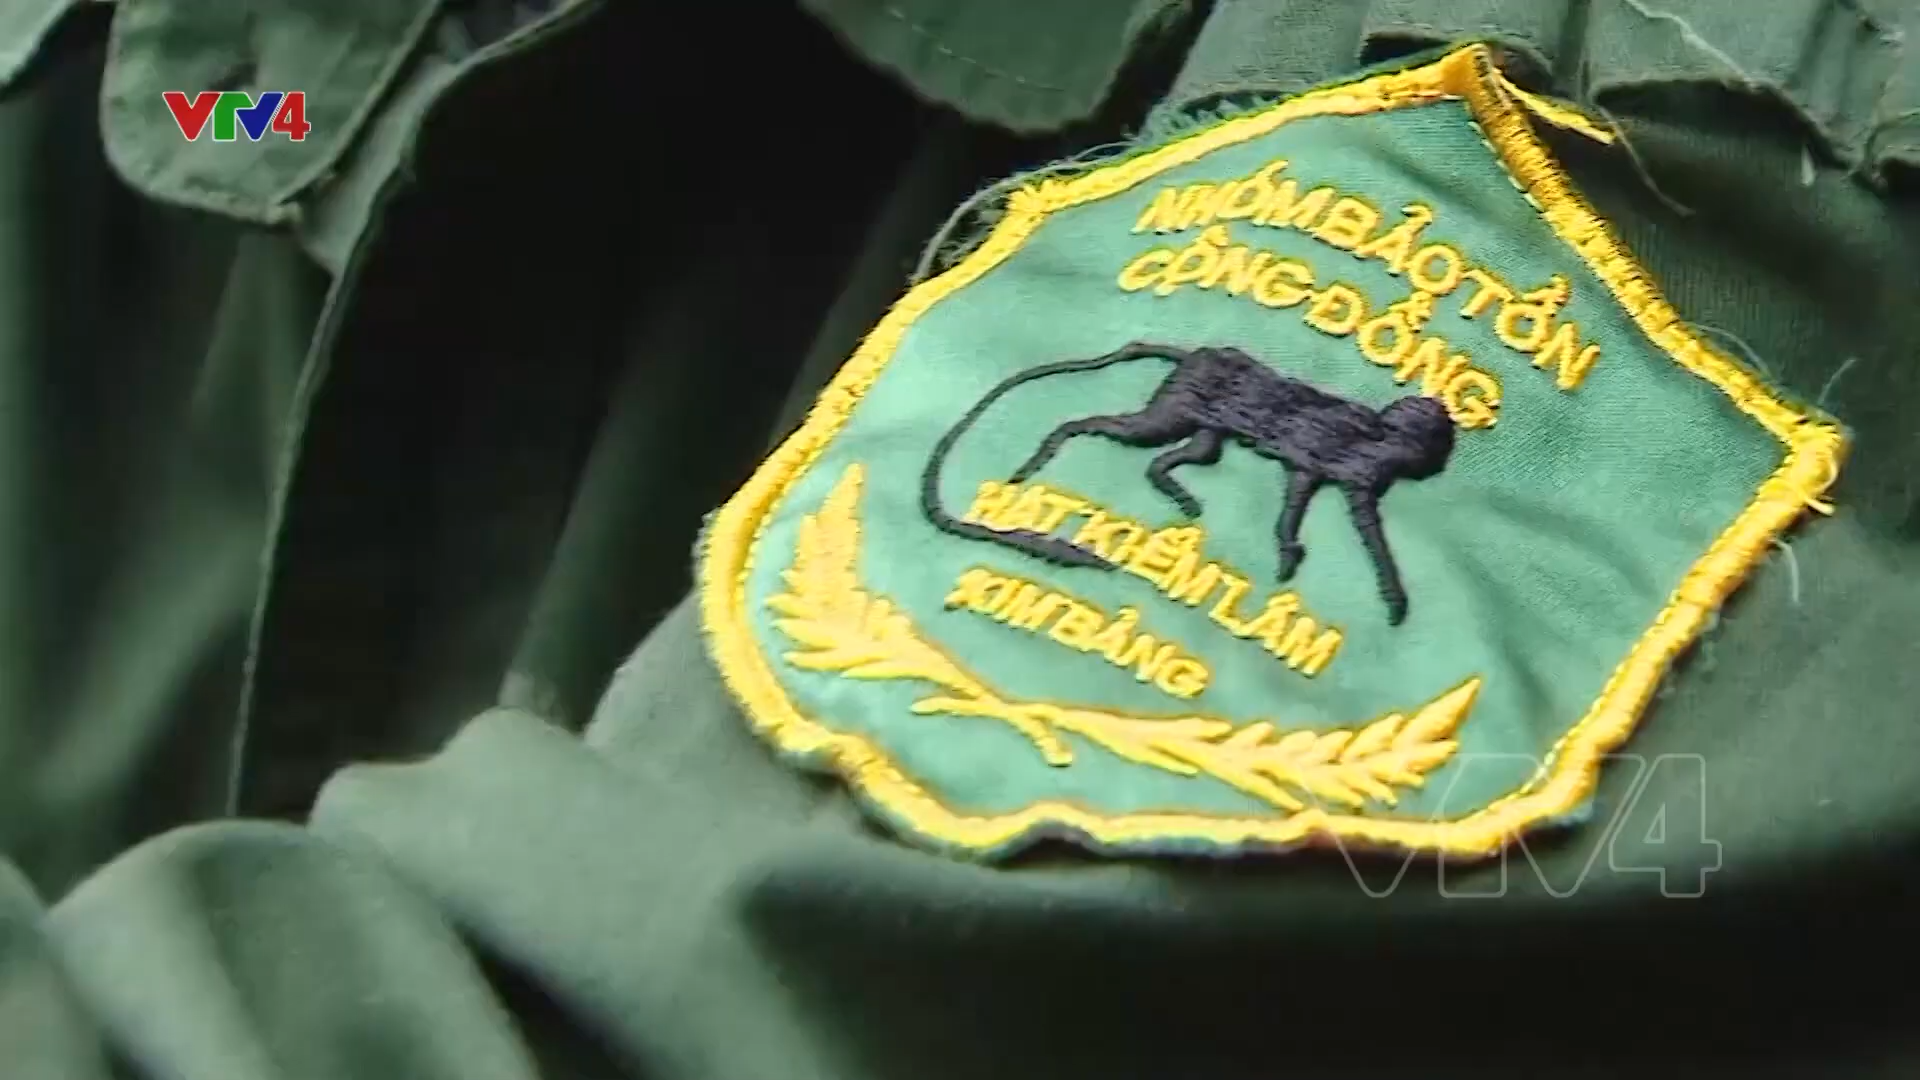 VTV4
NHÓM BẢO TỒN
CỘNG ĐỒNG
HẠT KIỂM LÂM
KIM BẢNG
VTV4